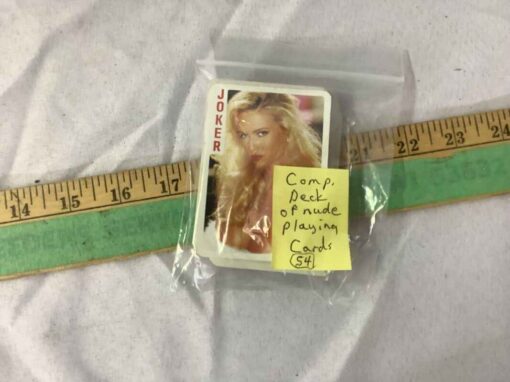 JOKER
Comp.
Deck
of nude
Playing
Cards
54
14 15 16 17 21 22 23 24